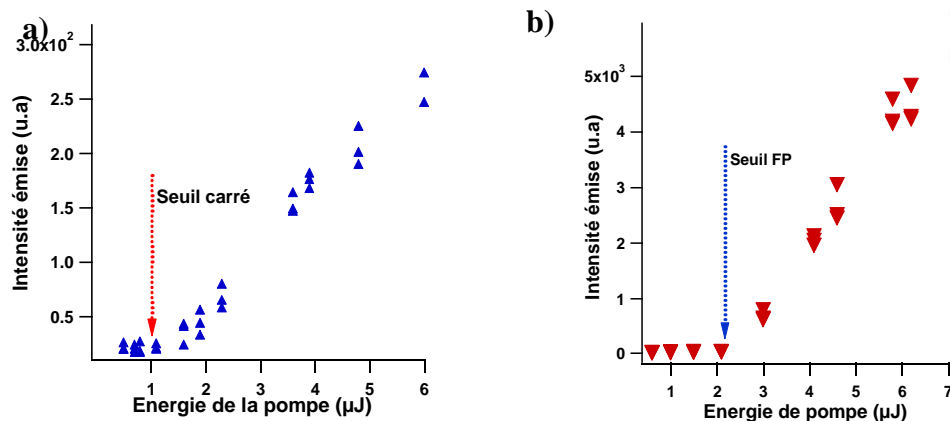 a)
3.0x10²
2.5
2.0
1.5
1.0
0.5
Intensité émise (u.a)
Seuil carré
1 2 3 4 5 6
Energie de la pompe (µJ)
b)
5x10³
4
3
2
1
0
Intensité émise (u.a)
Seuil FP
1 2 3 4 5 6 7
Energie de pompe (µJ)